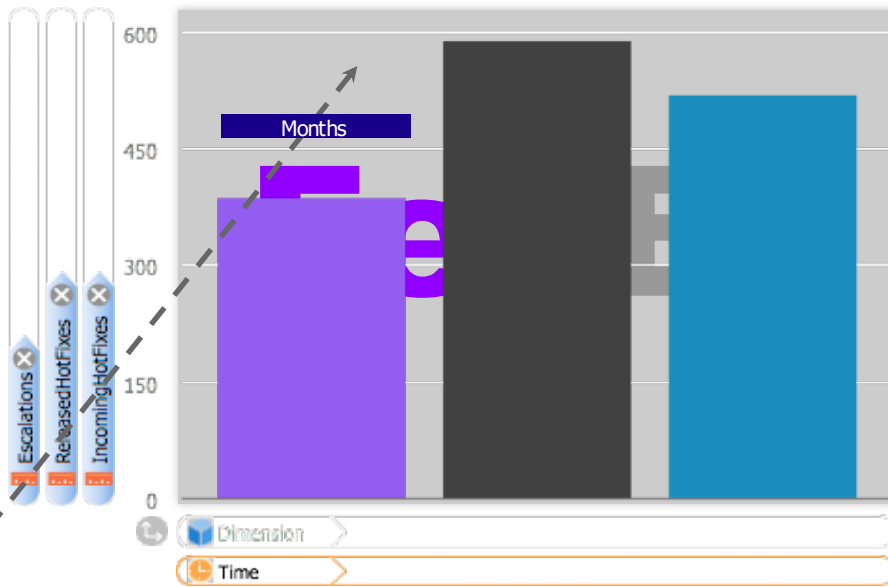 600
450
300
150
0
Months
Escalations
ReleasedHotFixes
IncomingHotFixes
Dimension
Time